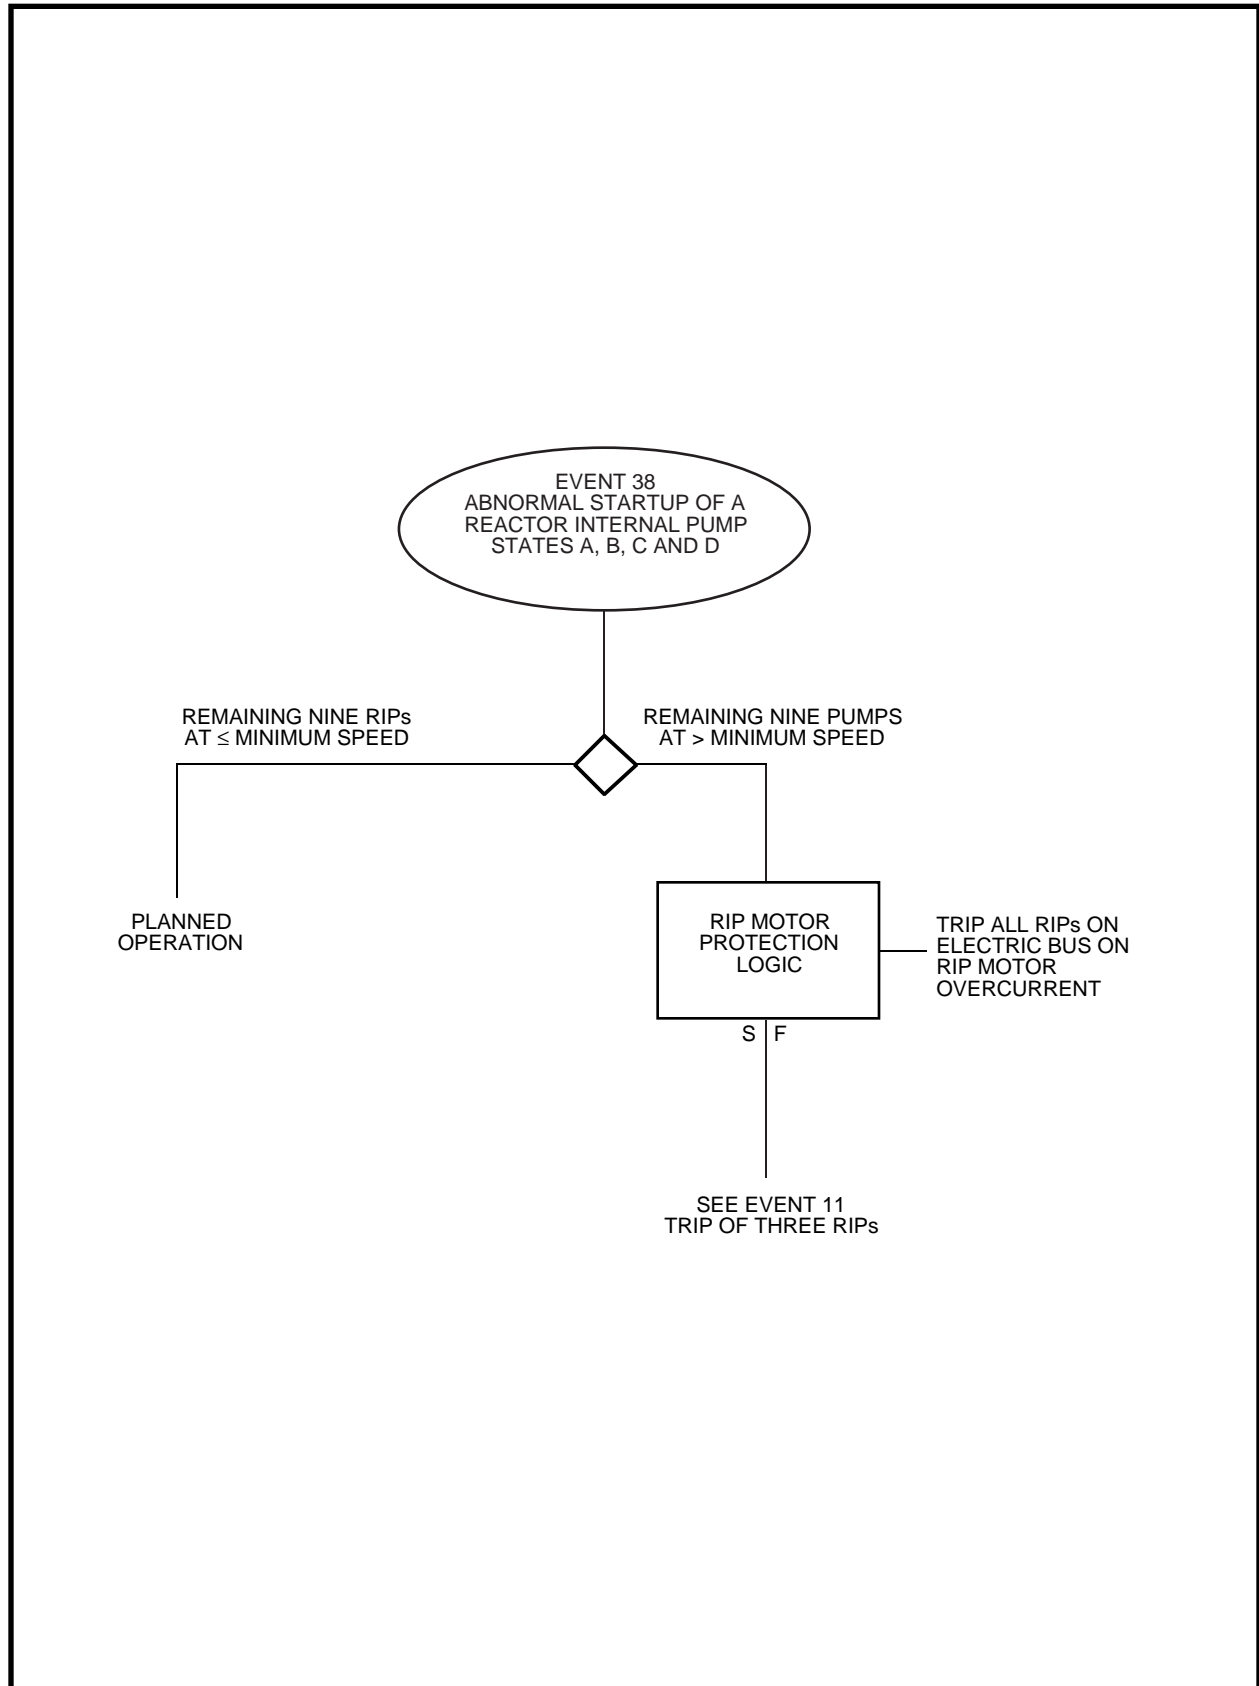 EVENT 38
ABNORMAL STARTUP OF A
REACTOR INTERNAL PUMP
STATES A, B, C AND D
REMAINING NINE RIPs
AT ≤ MINIMUM SPEED
REMAINING NINE PUMPS
AT > MINIMUM SPEED
PLANNED
OPERATION
RIP MOTOR
PROTECTION
LOGIC
TRIP ALL RIPs ON
ELECTRIC BUS ON
RIP MOTOR
OVERCURRENT
S F
SEE EVENT 11
TRIP OF THREE RIPs